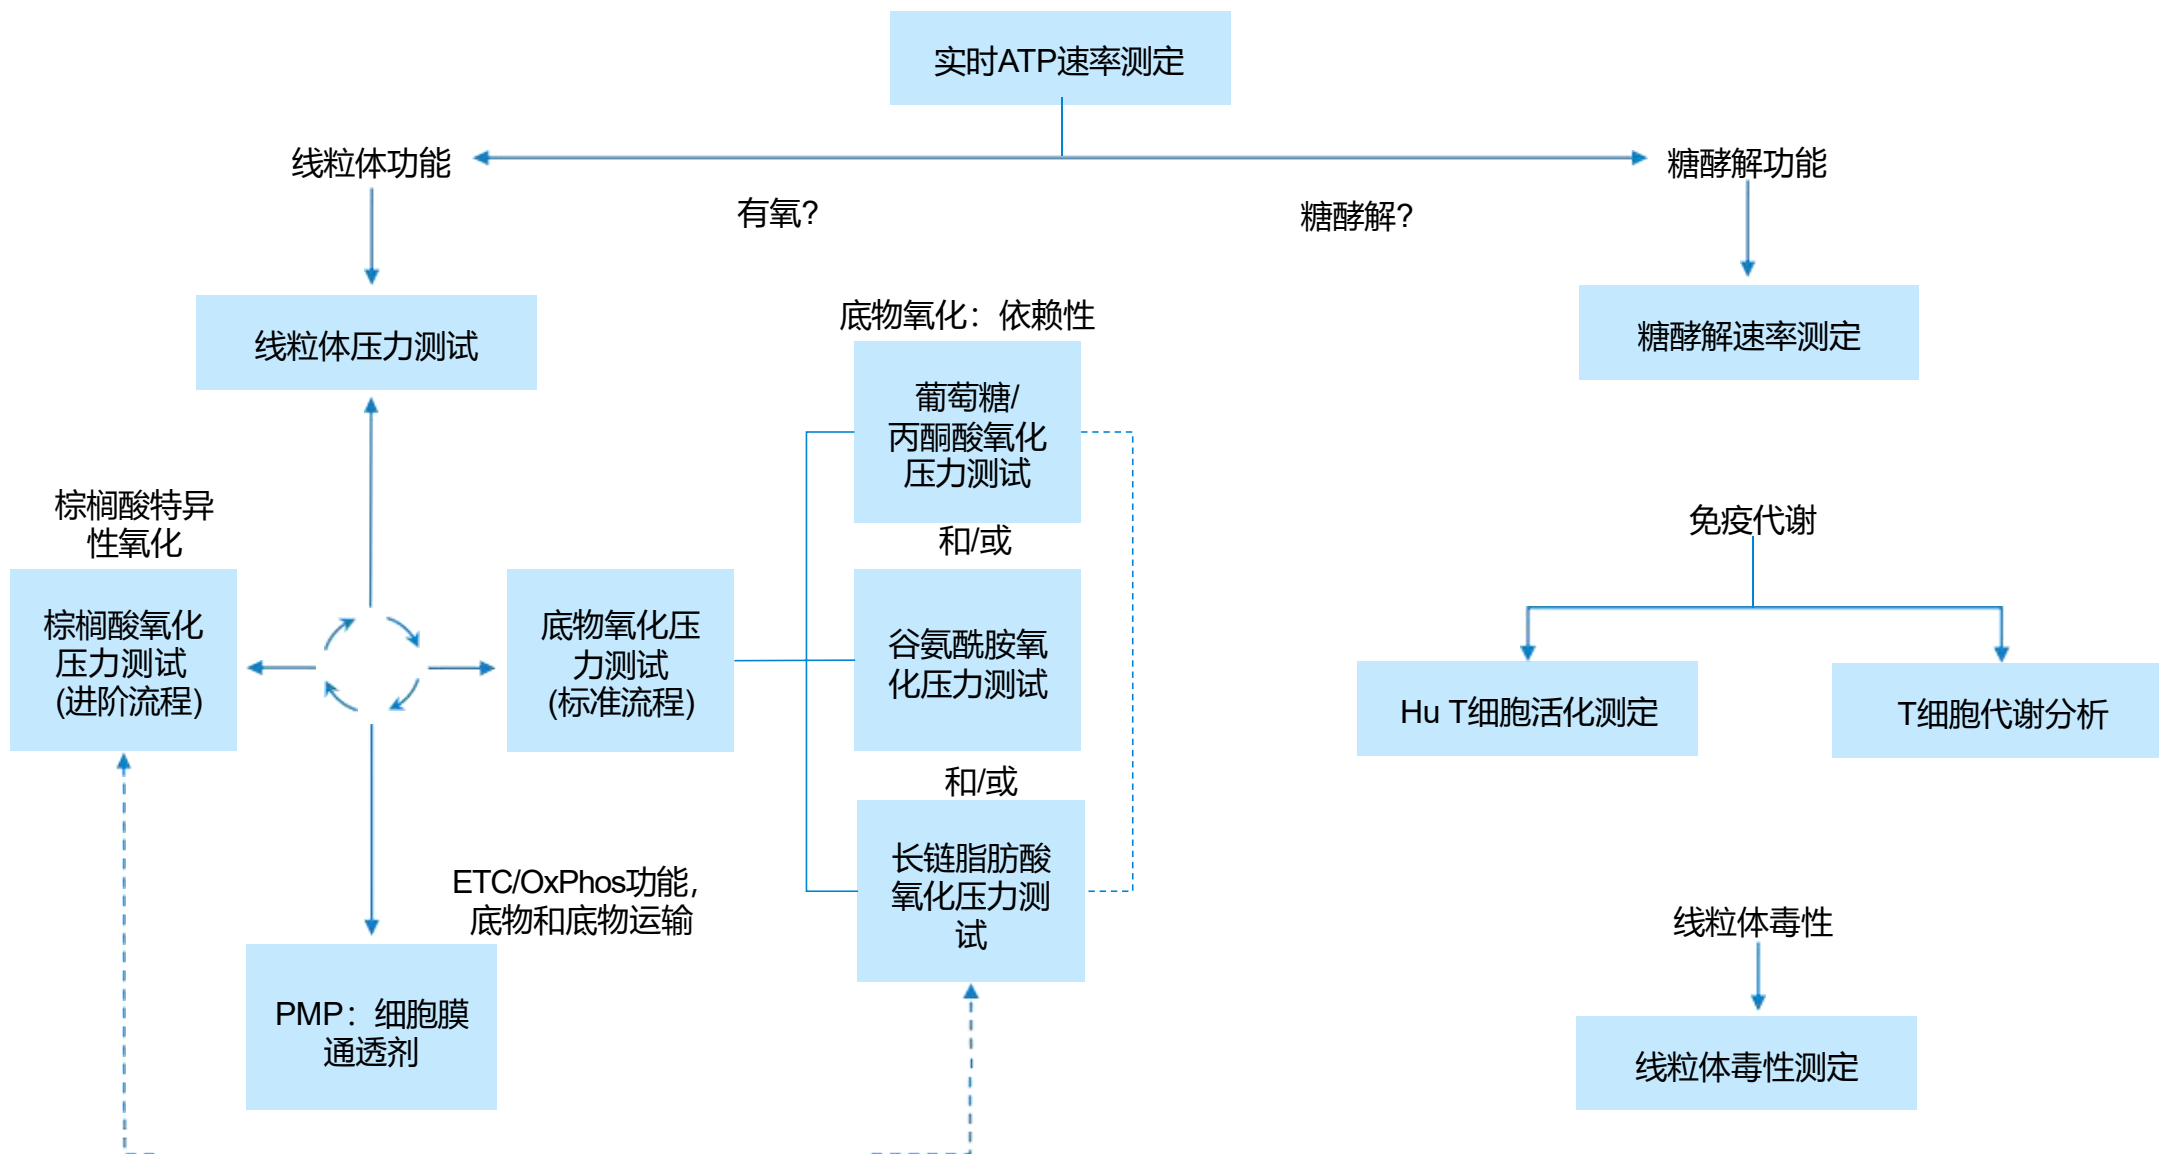 实时ATP速率测定
线粒体功能
糖酵解功能
有氧?
糖酵解?
线粒体压力测试
底物氧化：依赖性
糖酵解速率测定
葡萄糖/
丙酮酸氧化
压力测试
和/或
棕榈酸特异
性氧化
棕榈酸氧化
压力测试
(进阶流程)
底物氧化压
力测试
(标准流程)
谷氨酰胺氧
化压力测试
和/或
长链脂肪酸
氧化压力测
试
ETC/OxPhos功能，
底物和底物运输
PMP：细胞膜
通透剂
免疫代谢
Hu T细胞活化测定
T细胞代谢分析
线粒体毒性
线粒体毒性测定